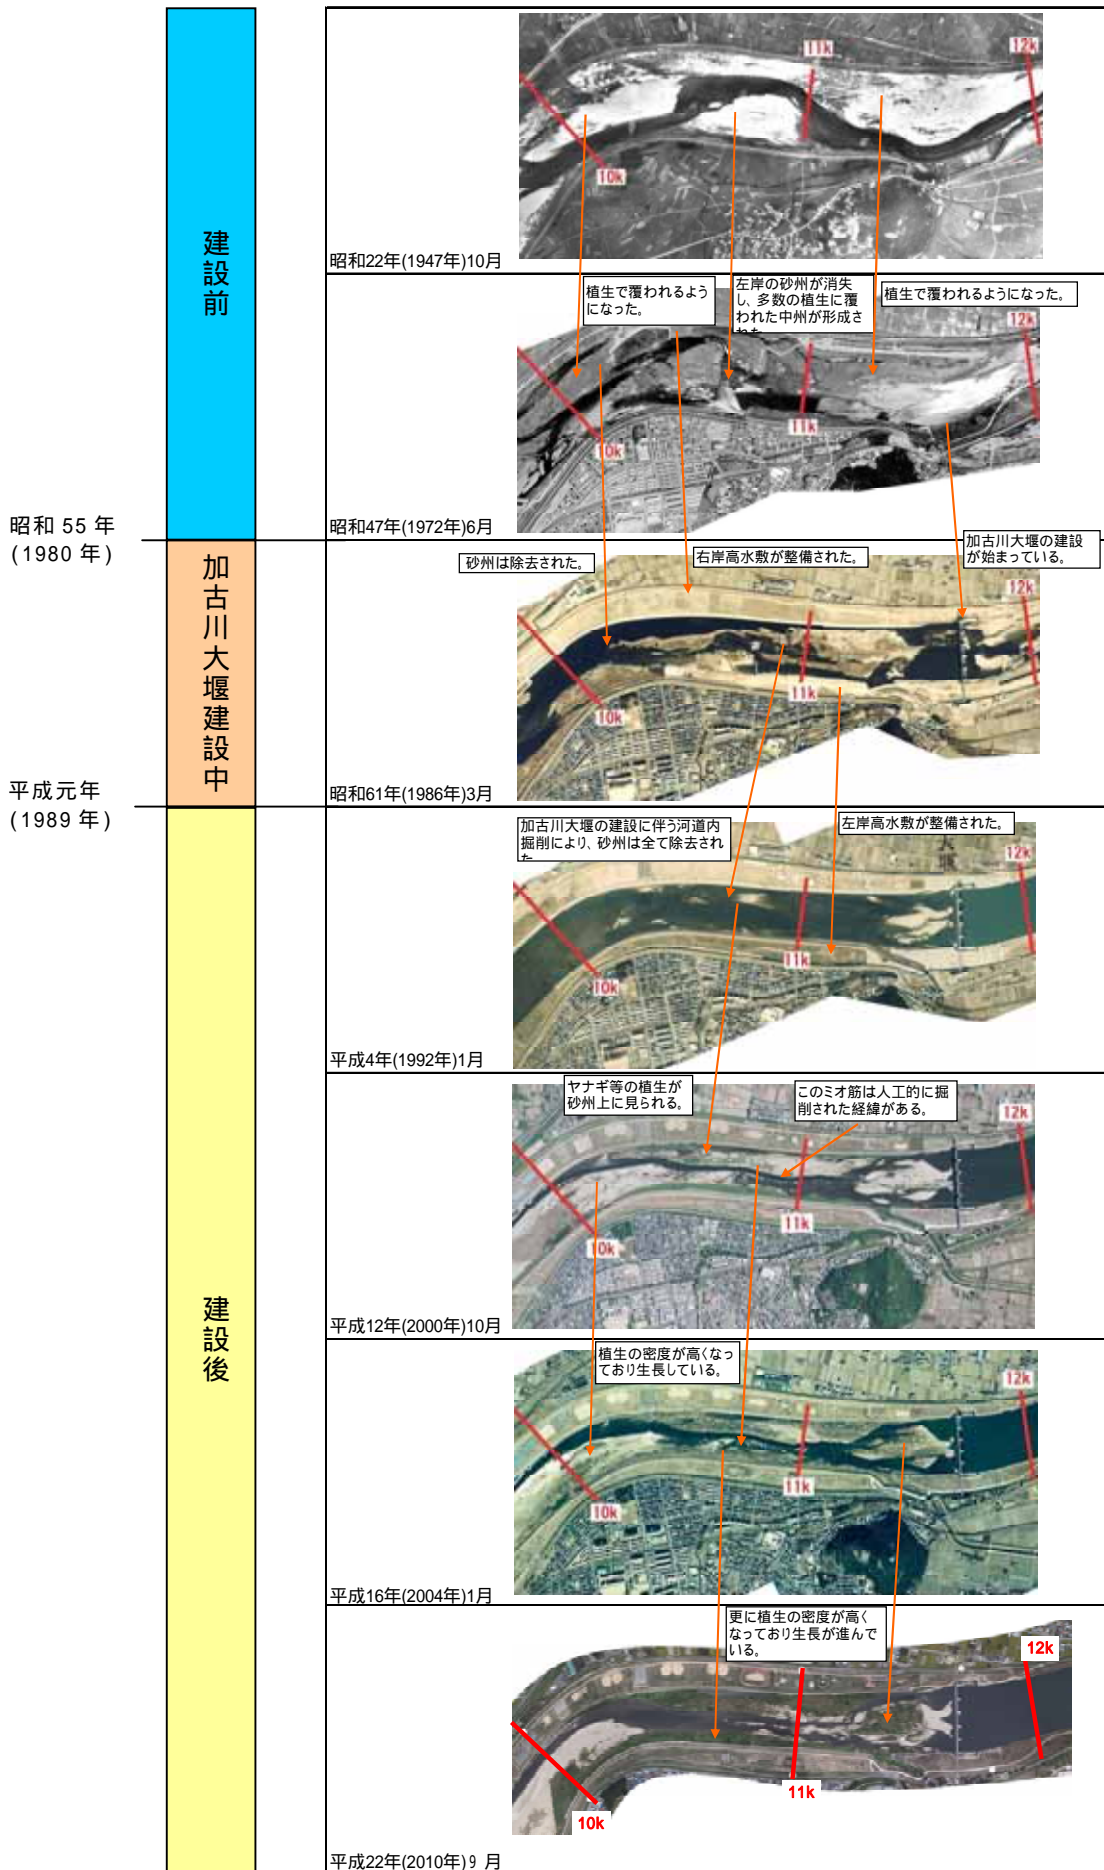 建設前
11k
12k
10k
昭和22年(1947年)10月
植生で覆われるよう
になった。
左岸の砂州が消失
し、多数の植生に覆
われた中州が形成さ
植生で覆われるようになった。
12k
11k
10k
昭和47年(1972年)6月
昭和 55 年
(1980 年)
加古川大堰建設中
砂州は除去された。
右岸高水敷が整備された。
加古川大堰の建設
が始まっている。
12k
11k
10k
昭和61年(1986年)3月
平成元年
(1989 年)
建設後
加古川大堰の建設に伴う河道内
掘削により、砂州は全て除去され
左岸高水敷が整備された。
12k
11k
10k
平成4年(1992年)1月
ヤナギ等の植生が
砂州上に見られる。
このミオ筋は人工的に掘
削された経緯がある。
12k
11k
10k
平成12年(2000年)10月
植生の密度が高くなっ
ており生長している。
12k
11k
10k
平成16年(2004年)1月
更に植生の密度が高く
なっており生長が進んで
いる。
12k
11k
10k
平成22年(2010年)9 月